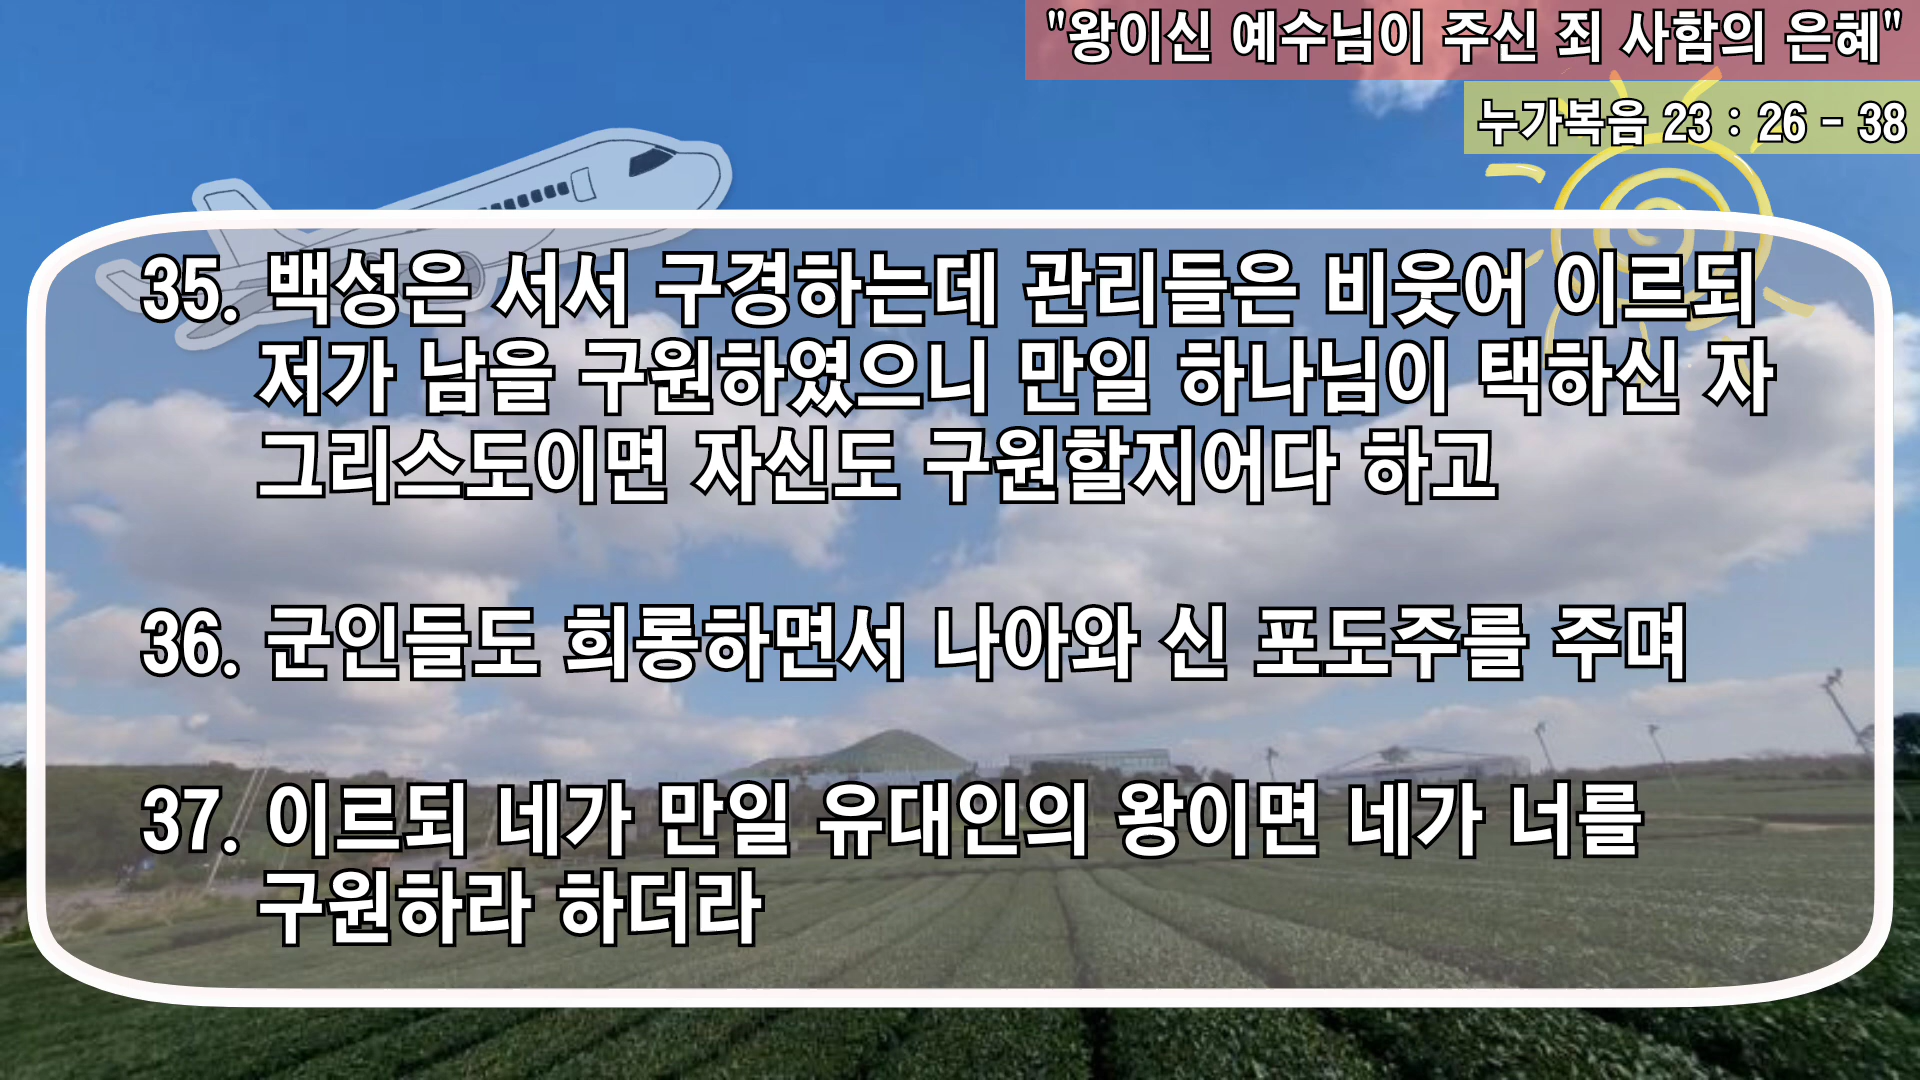 "왕이신 예수님이 주신 죄 사함의 은혜"
누가복음 23 : 26 - 38
35. 백성은 서서 구경하는데 관리들은 비웃어 이르되
저가 남을 구원하였으니 만일 하나님이 택하신 자
그리스도이면 자신도 구원할지어다 하고
36. 군인들도 희롱하면서 나아와 신 포도주를 주며
37. 이르되 네가 만일 유대인의 왕이면 네가 너를
구원하라 하더라